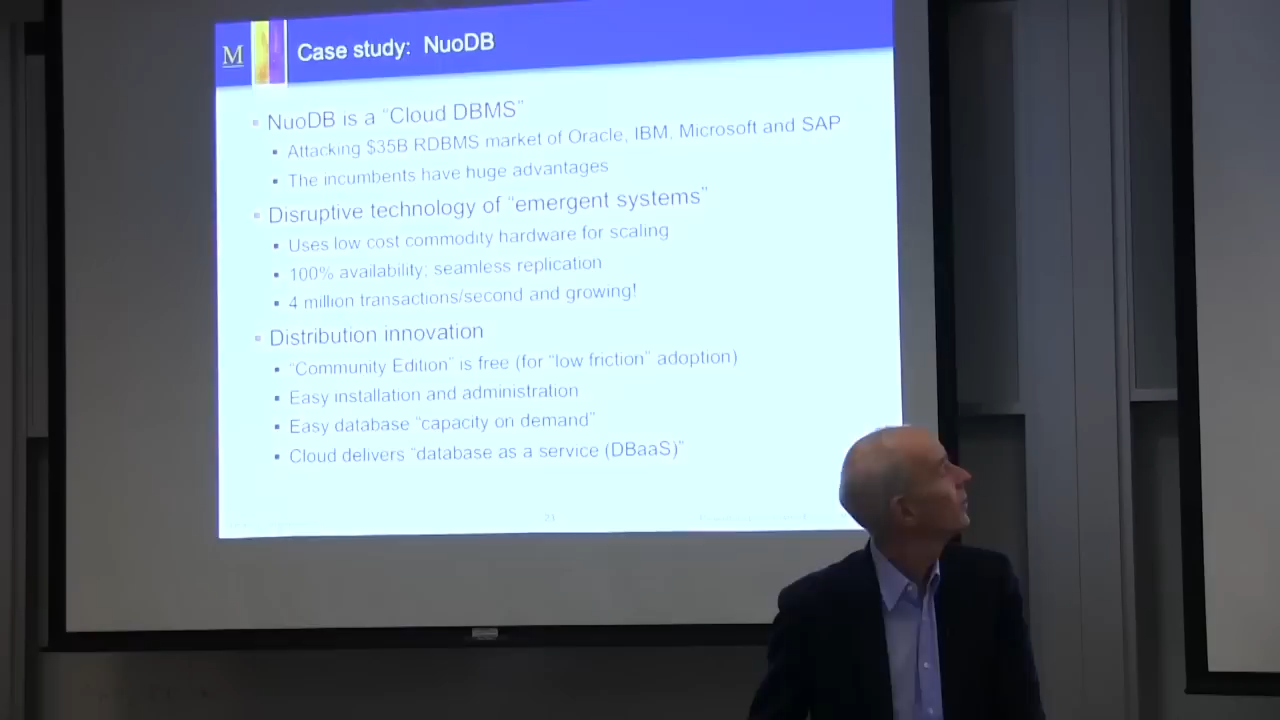 M
Case study: NuoDB
NuoDB is a “Cloud DBMS”
Attacking $35B RDBMS market of Oracle, IBM, Microsoft and SAP
The incumbents have huge advantages
Disruptive technology of “emergent systems”
Uses low cost commodity hardware for scaling
100% availability; seamless replication
4 million transactions/second and growing!
Distribution innovation
“Community Edition” is free (for “low friction” adoption)
Easy installation and administration
Easy database “capacity on demand”
Cloud delivers “database as a service (DBaaS)”